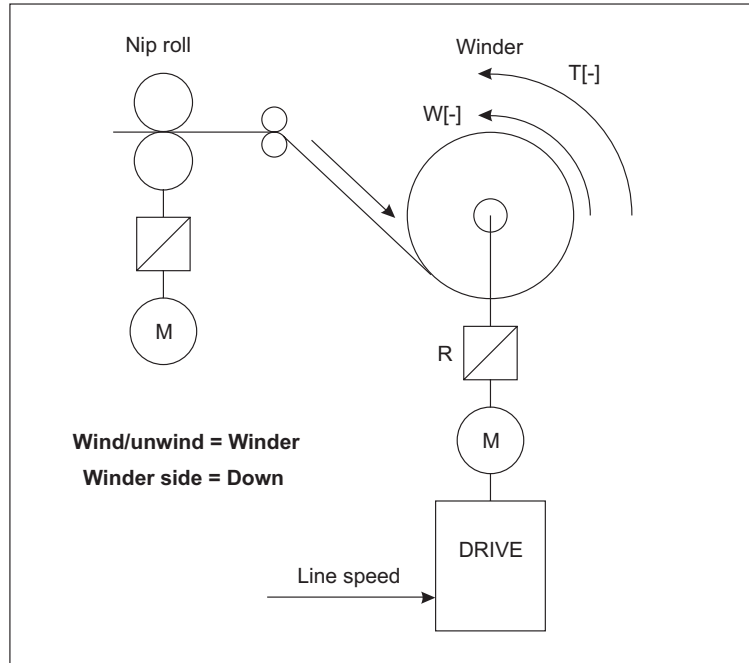 Nip roll
Winder
T[-]
W[-]
M
R
M
Wind/unwind = Winder
Winder side = Down
DRIVE
Line speed